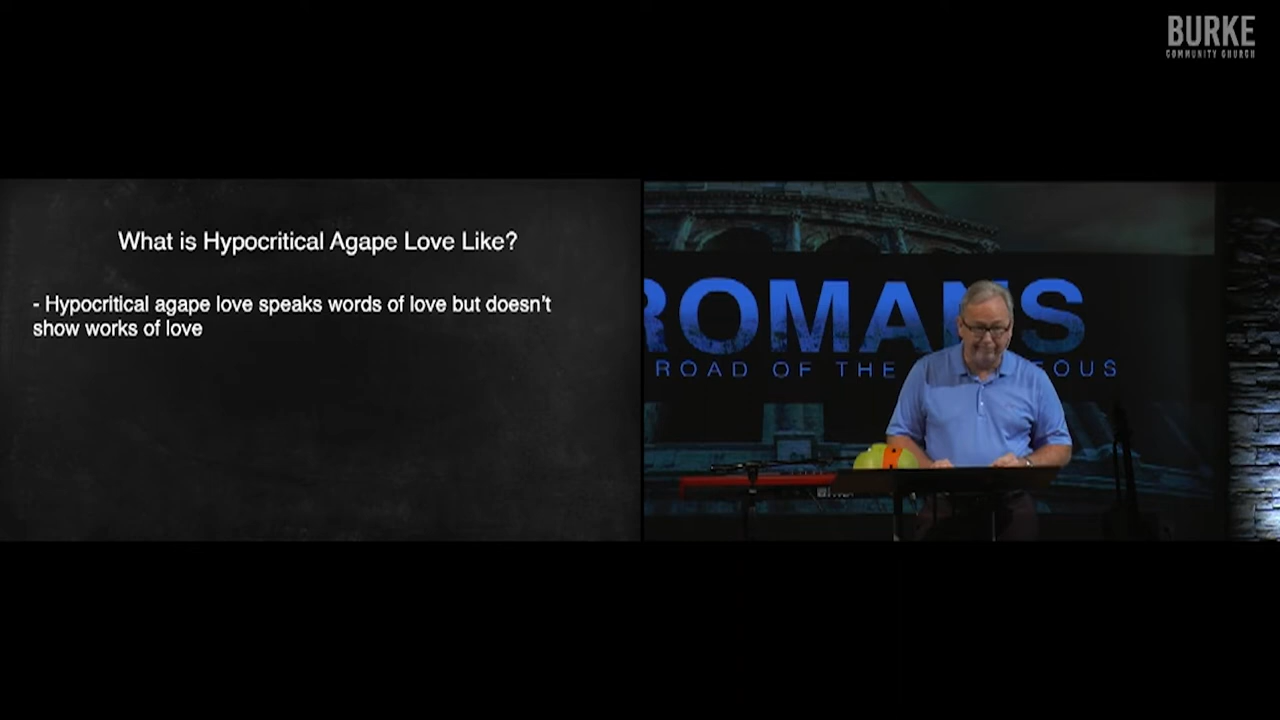 BURKE
COMMUNITY CHURCH
What is Hypocritical Agape Love Like?
- Hypocritical agape love speaks words of love but doesn't
show works of love
ROMANS
ROAD OF THE